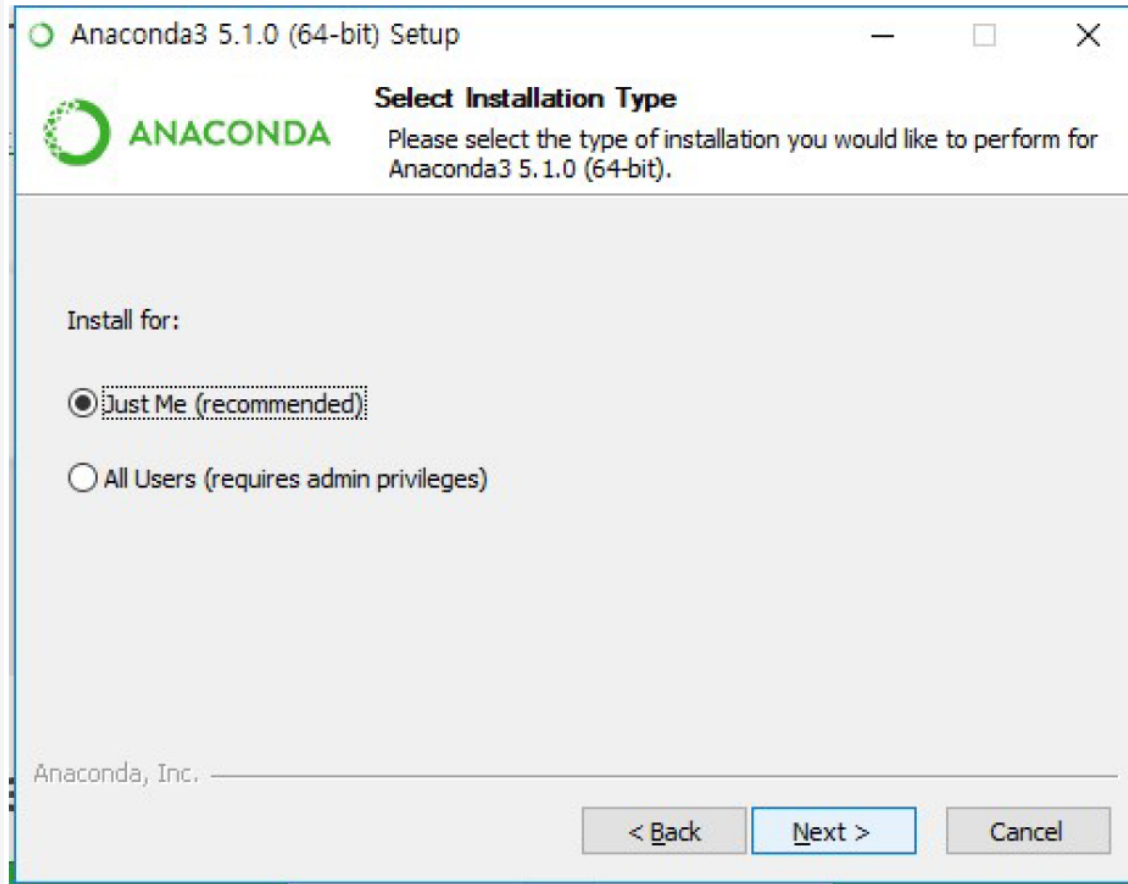 Anaconda3 5.1.0 (64-bit) Setup
ANACONDA
Select Installation Type
Please select the type of installation you would like to perform for
Anaconda3 5.1.0 (64-bit).
Install for:
Just Me (recommended)
All Users (requires admin privileges)
Anaconda, Inc.
< Back
Next >
Cancel